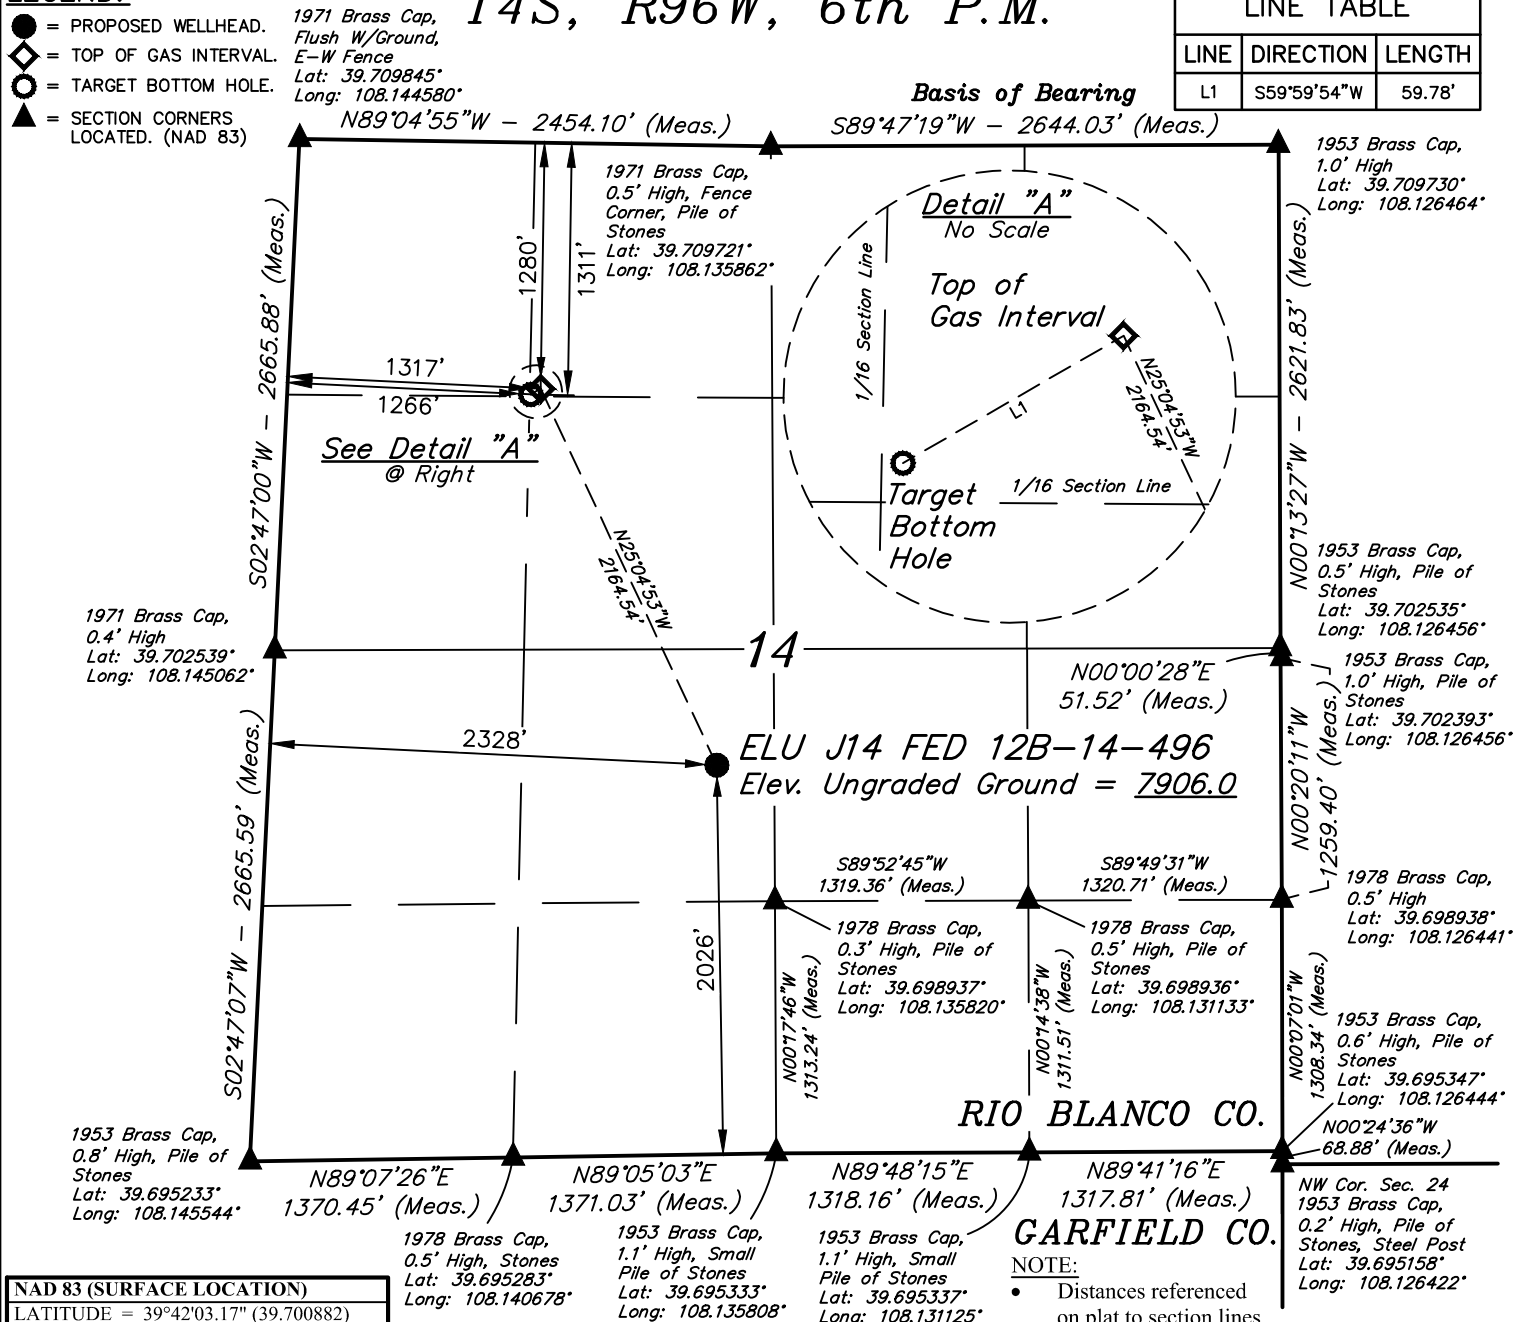 T4S, R96W, 6th P.M.
● = PROPOSED WELLHEAD.
= TOP OF GAS INTERVAL.
= TARGET BOTTOM HOLE.
▲ = SECTION CORNERS
LOCATED. (NAD 83)
1971 Brass Cap,
Flush W/Ground,
E-W Fence
Lat: 39.709845°
Long: 108.144580°
LINE TABLE
LINE DIRECTION LENGTH
L1 S59°59'54"W 59.78'
Basis of Bearing
N89°04'55"W - 2454.10' (Meas.)
S89°47'19"W - 2644.03' (Meas.)
1953 Brass Cap,
1.0' High
Lat: 39.709730°
Long: 108.126464°
1971 Brass Cap,
0.5' High, Fence
Corner, Pile of
Stones
Lat: 39.709721°
Long: 108.135862°
1280'
1311'
S02°47'00"W - 2665.88' (Meas.)
1317'
1266'
See Detail "A"
@ Right
Detail "A"
No Scale
1/16 Section Line
Top of
Gas Interval
L1
N25°04'53"W
2164.54'
1/16 Section Line
Target
Bottom
Hole
N00°13'27"W - 2621.83' (Meas.)
N25°04'53"W
2164.54'
1953 Brass Cap,
0.5' High, Pile of
Stones
Lat: 39.702535°
Long: 108.126456°
1971 Brass Cap,
0.4' High
Lat: 39.702539°
Long: 108.145062°
14
N00°00'28"E
51.52' (Meas.)
1953 Brass Cap,
1.0' High, Pile of
Stones
Lat: 39.702393°
Long: 108.126456°
2328'
ELU J14 FED 12B-14-496
Elev. Ungraded Ground = 7906.0
N00°20'11"W
1259.40' (Meas.)
S02°47'07"W - 2665.59' (Meas.)
S89°52'45"W
1319.36' (Meas.)
S89°49'31"W
1320.71' (Meas.)
1978 Brass Cap,
0.5' High
Lat: 39.698938°
Long: 108.126441°
2026'
1978 Brass Cap,
0.3' High, Pile of
Stones
Lat: 39.698937°
Long: 108.135820°
1978 Brass Cap,
0.5' High, Pile of
Stones
Lat: 39.698936°
Long: 108.131133°
N00°17'46"W
1313.24' (Meas.)
N00°14'38"W
1311.51' (Meas.)
N00°07'01"W
1308.34' (Meas.)
1953 Brass Cap,
0.6' High, Pile of
Stones
Lat: 39.695347°
Long: 108.126444°
RIO BLANCO CO.
N00°24'36"W
68.88' (Meas.)
1953 Brass Cap,
0.8' High, Pile of
Stones
Lat: 39.695233°
Long: 108.145544°
N89°07'26"E
1370.45' (Meas.)
N89°05'03"E
1371.03' (Meas.)
N89°48'15"E
1318.16' (Meas.)
N89°41'16"E
1317.81' (Meas.)
NW Cor. Sec. 24
1953 Brass Cap,
0.2' High, Pile of
Stones, Steel Post
Lat: 39.695158°
Long: 108.126422°
GARFIELD CO.
1978 Brass Cap,
0.5' High, Stones
Lat: 39.695283°
Long: 108.140678°
1953 Brass Cap,
1.1' High, Small
Pile of Stones
Lat: 39.695333°
Long: 108.135808°
1953 Brass Cap,
1.1' High, Small
Pile of Stones
Lat: 39.695337°
Long: 108.131125°
NOTE:
• Distances referenced
on plat to section lines
NAD 83 (SURFACE LOCATION)
LATITUDE = 39°42'03.17" (39.700882)